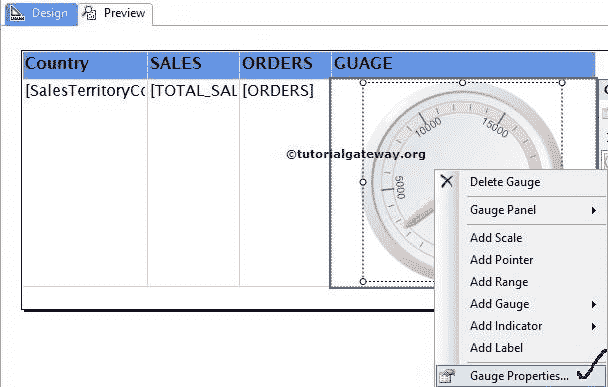 Design Preview
Country SALES ORDERS GUAGE
[SalesTerritoryCo [TOTAL_SAL [ORDERS]
10000 15000
©tutorialgateway.org
5000
Delete Gauge
Gauge Panel
Add Scale
Add Pointer
Add Range
Add Gauge
Add Indicator
Add Label
Gauge Properties...